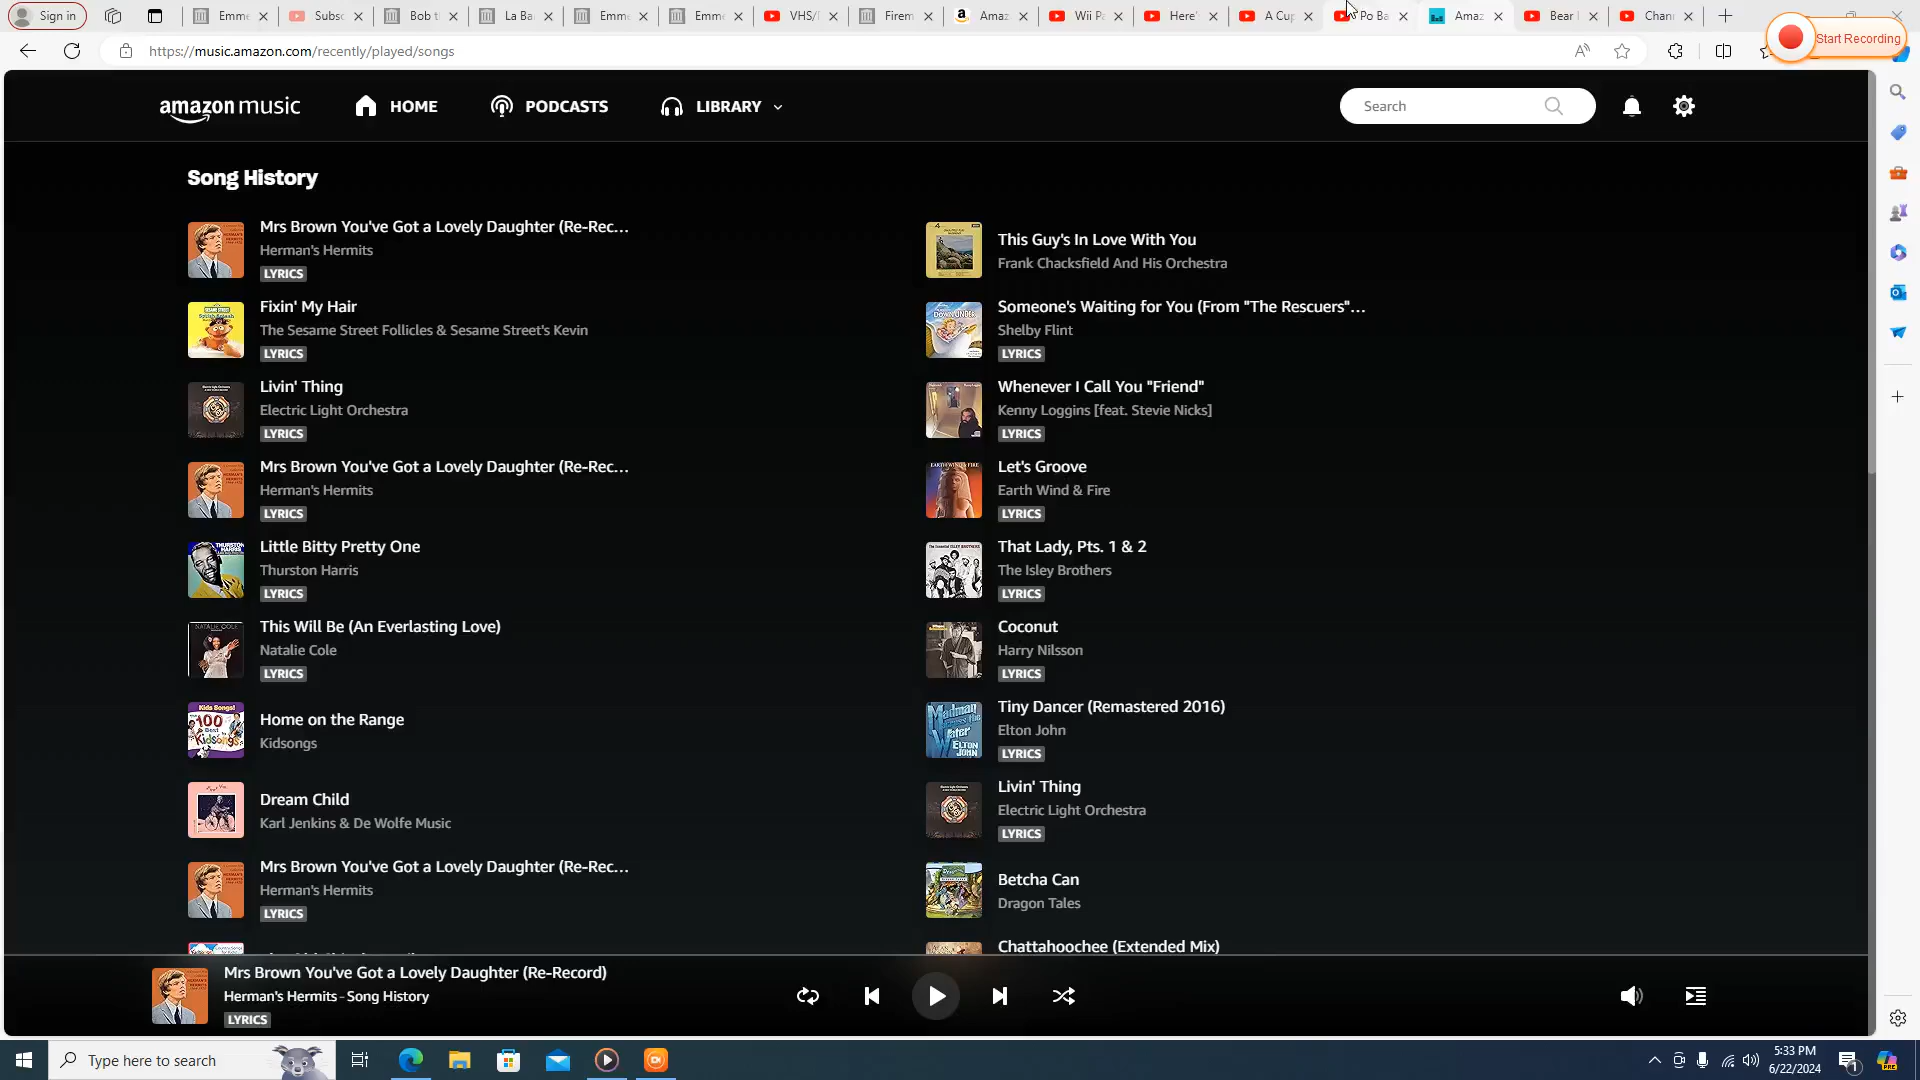 Sign in
Emme
Subsc
Bob t
La Ba
Emme
Emme
VHS/
Firem
Amaz
Wii Pa
Here'
A Cup
Po Ba
Amaz
Bear
Chan
https://music.amazon.com/recently/played/songs
Start Recording
amazon music
HOME
PODCASTS
LIBRARY
Search
Song History
Mrs Brown You've Got a Lovely Daughter (Re-Rec...
Herman's Hermits
LYRICS
This Guy's In Love With You
Frank Chacksfield And His Orchestra
Fixin' My Hair
The Sesame Street Follicles & Sesame Street's Kevin
LYRICS
Someone's Waiting for You (From "The Rescuers"...
Shelby Flint
LYRICS
Livin' Thing
Electric Light Orchestra
LYRICS
Whenever I Call You "Friend"
Kenny Loggins [feat. Stevie Nicks]
LYRICS
Mrs Brown You've Got a Lovely Daughter (Re-Rec...
Herman's Hermits
LYRICS
Let's Groove
Earth Wind & Fire
LYRICS
Little Bitty Pretty One
Thurston Harris
LYRICS
That Lady, Pts. 1 & 2
The Isley Brothers
LYRICS
This Will Be (An Everlasting Love)
Natalie Cole
LYRICS
Coconut
Harry Nilsson
LYRICS
Home on the Range
Kidsongs
Tiny Dancer (Remastered 2016)
Elton John
LYRICS
Dream Child
Karl Jenkins & De Wolfe Music
Livin' Thing
Electric Light Orchestra
LYRICS
Mrs Brown You've Got a Lovely Daughter (Re-Rec...
Herman's Hermits
LYRICS
Betcha Can
Dragon Tales
Chattahoochee (Extended Mix)
Mrs Brown You've Got a Lovely Daughter (Re-Record)
Herman's Hermits - Song History
LYRICS
Type here to search
5:33 PM
6/22/2024